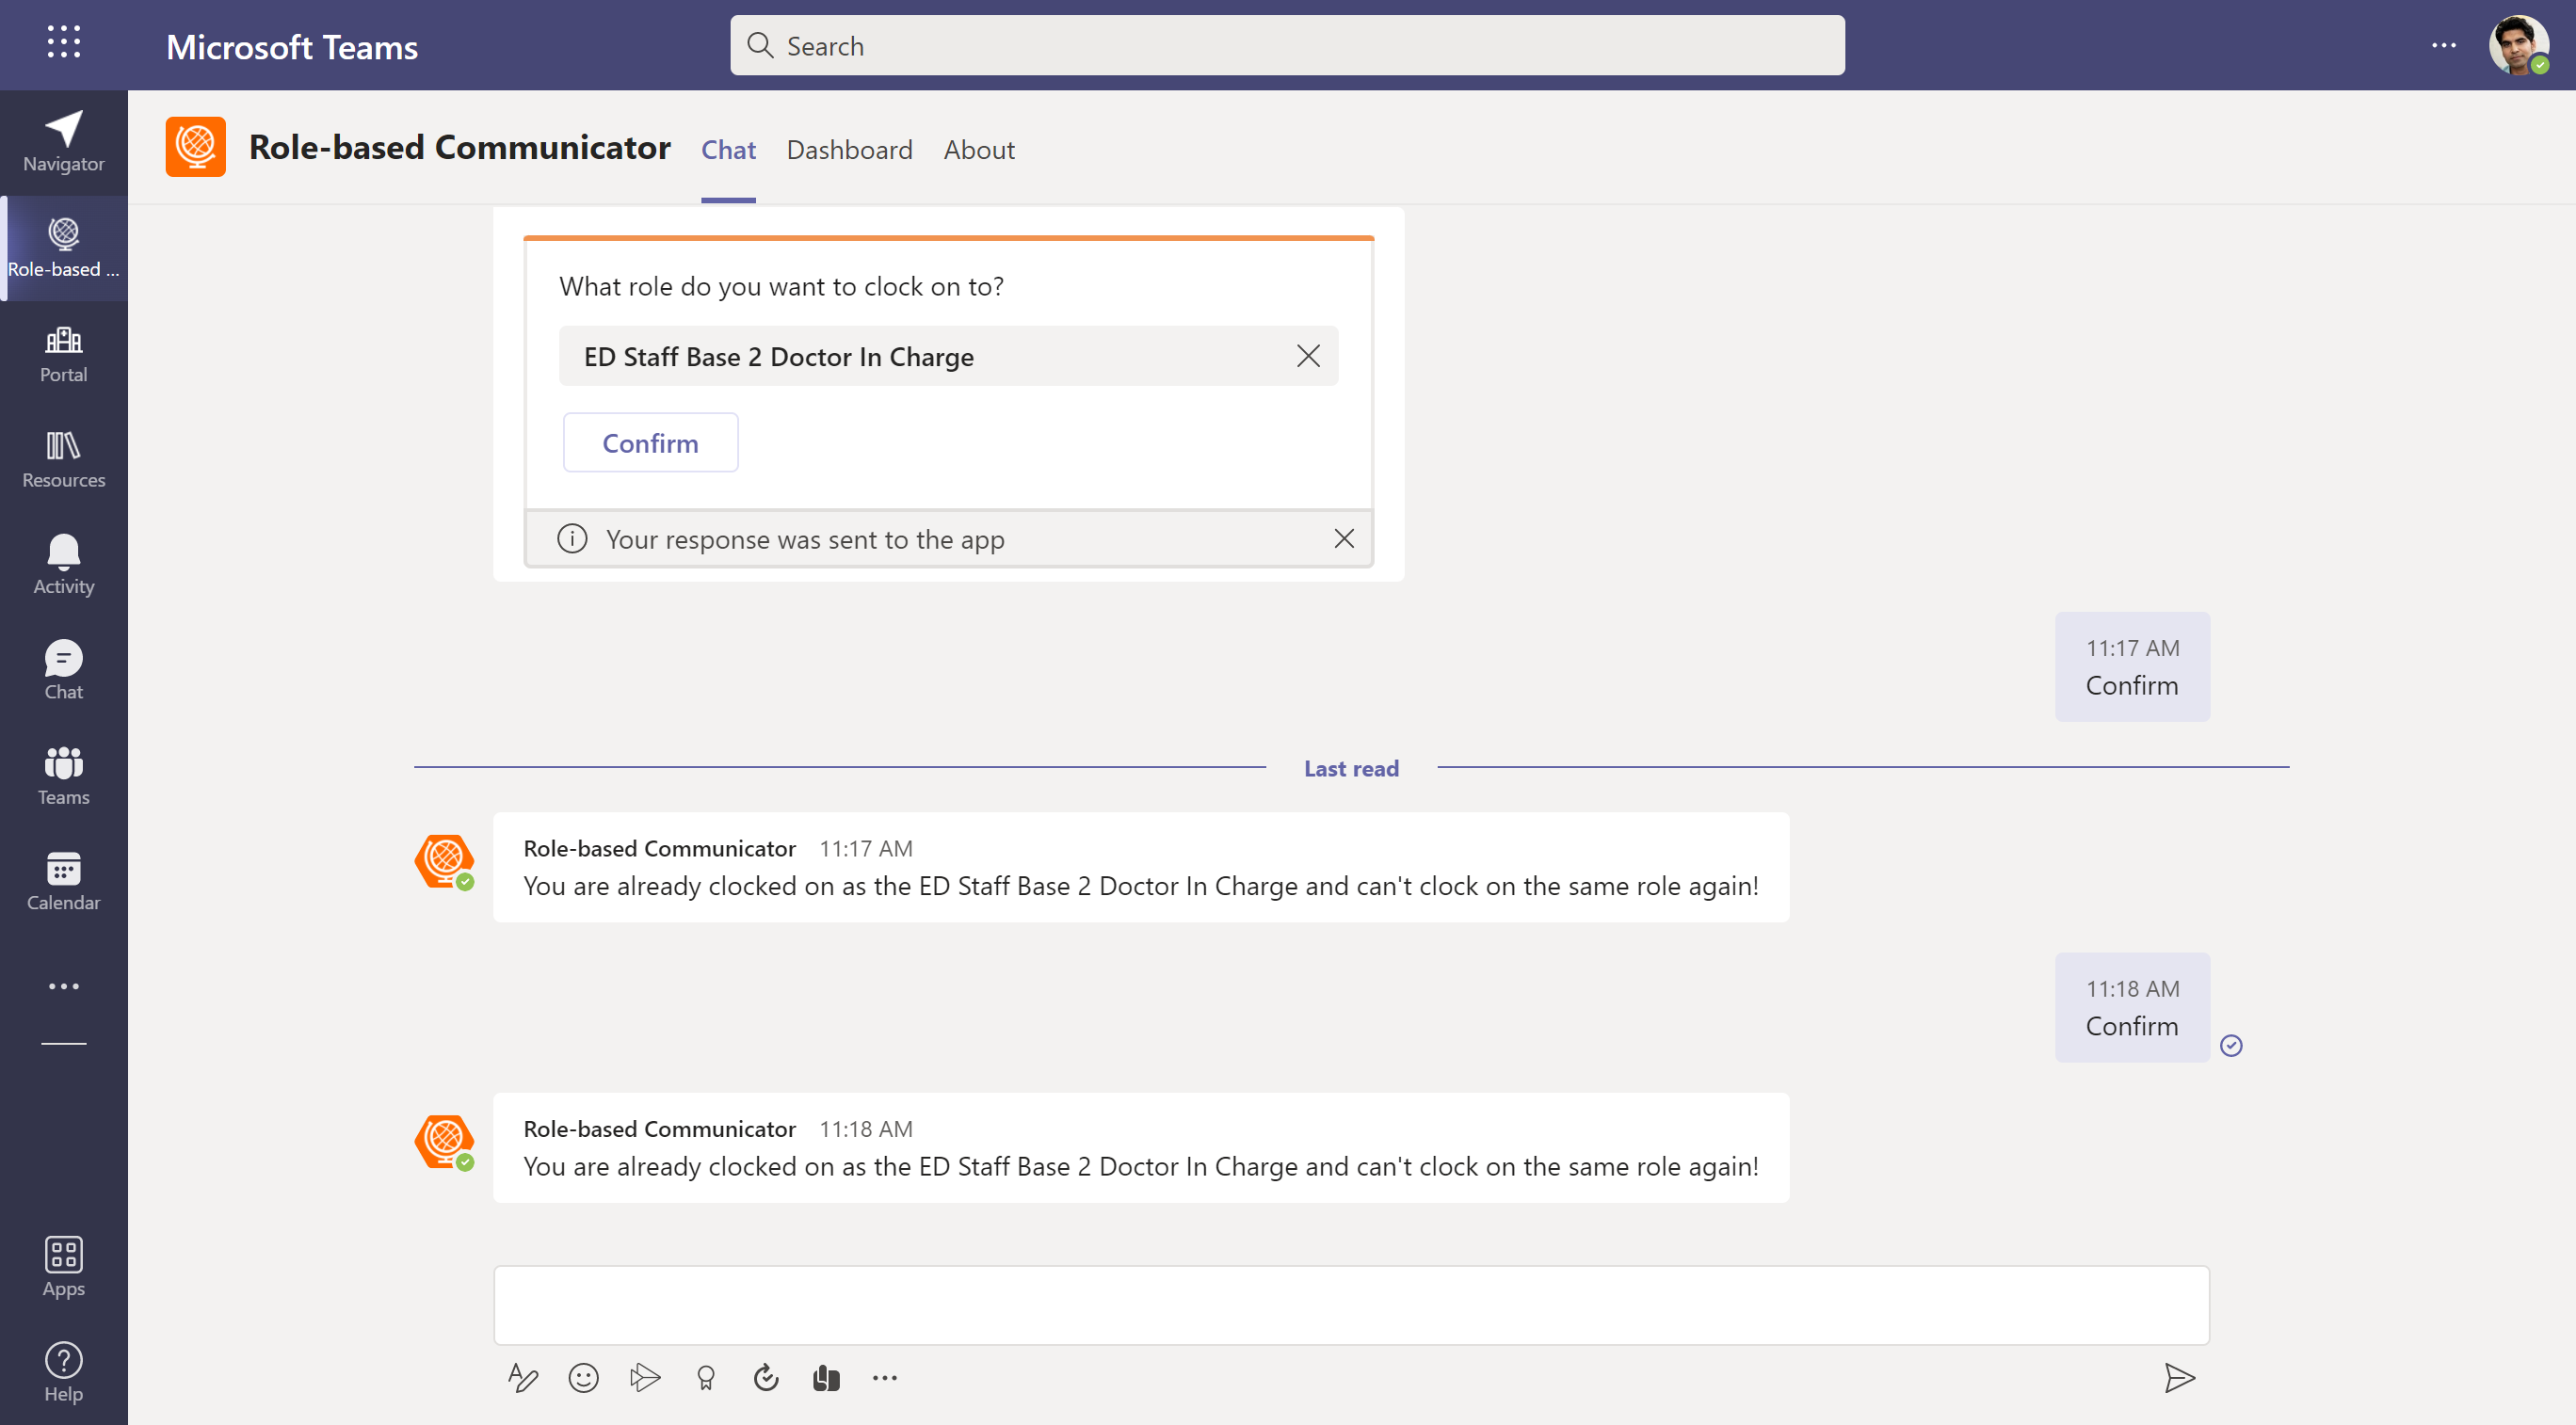 Microsoft Teams
Search
Navigator
Role-based ...
Portal
Resources
Activity
Chat
Teams
Calendar
Apps
Help
Role-based Communicator
Chat
Dashboard
About
What role do you want to clock on to?
ED Staff Base 2 Doctor In Charge
Confirm
Your response was sent to the app
11:17 AM
Confirm
Last read
Role-based Communicator 11:17 AM
You are already clocked on as the ED Staff Base 2 Doctor In Charge and can't clock on the same role again!
11:18 AM
Confirm
Role-based Communicator 11:18 AM
You are already clocked on as the ED Staff Base 2 Doctor In Charge and can't clock on the same role again!